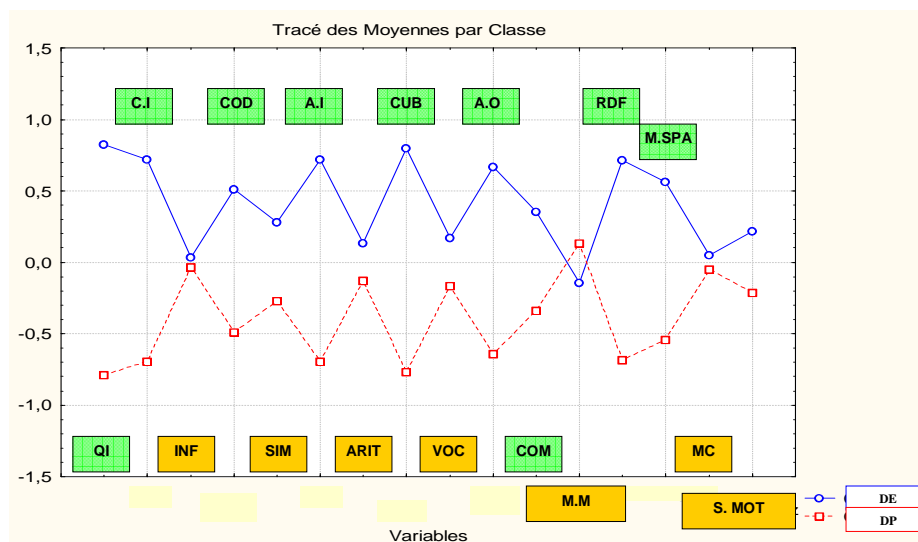 Tracé des Moyennes par Classe
1,5
C.I COD A.I CUB A.O RDF
1,0
M.SPA
0,5
0,0
-0,5
-1,0
QI INF SIM ARIT VOC COM MC
-1,5
M.M S. MOT DE
DP
Variables